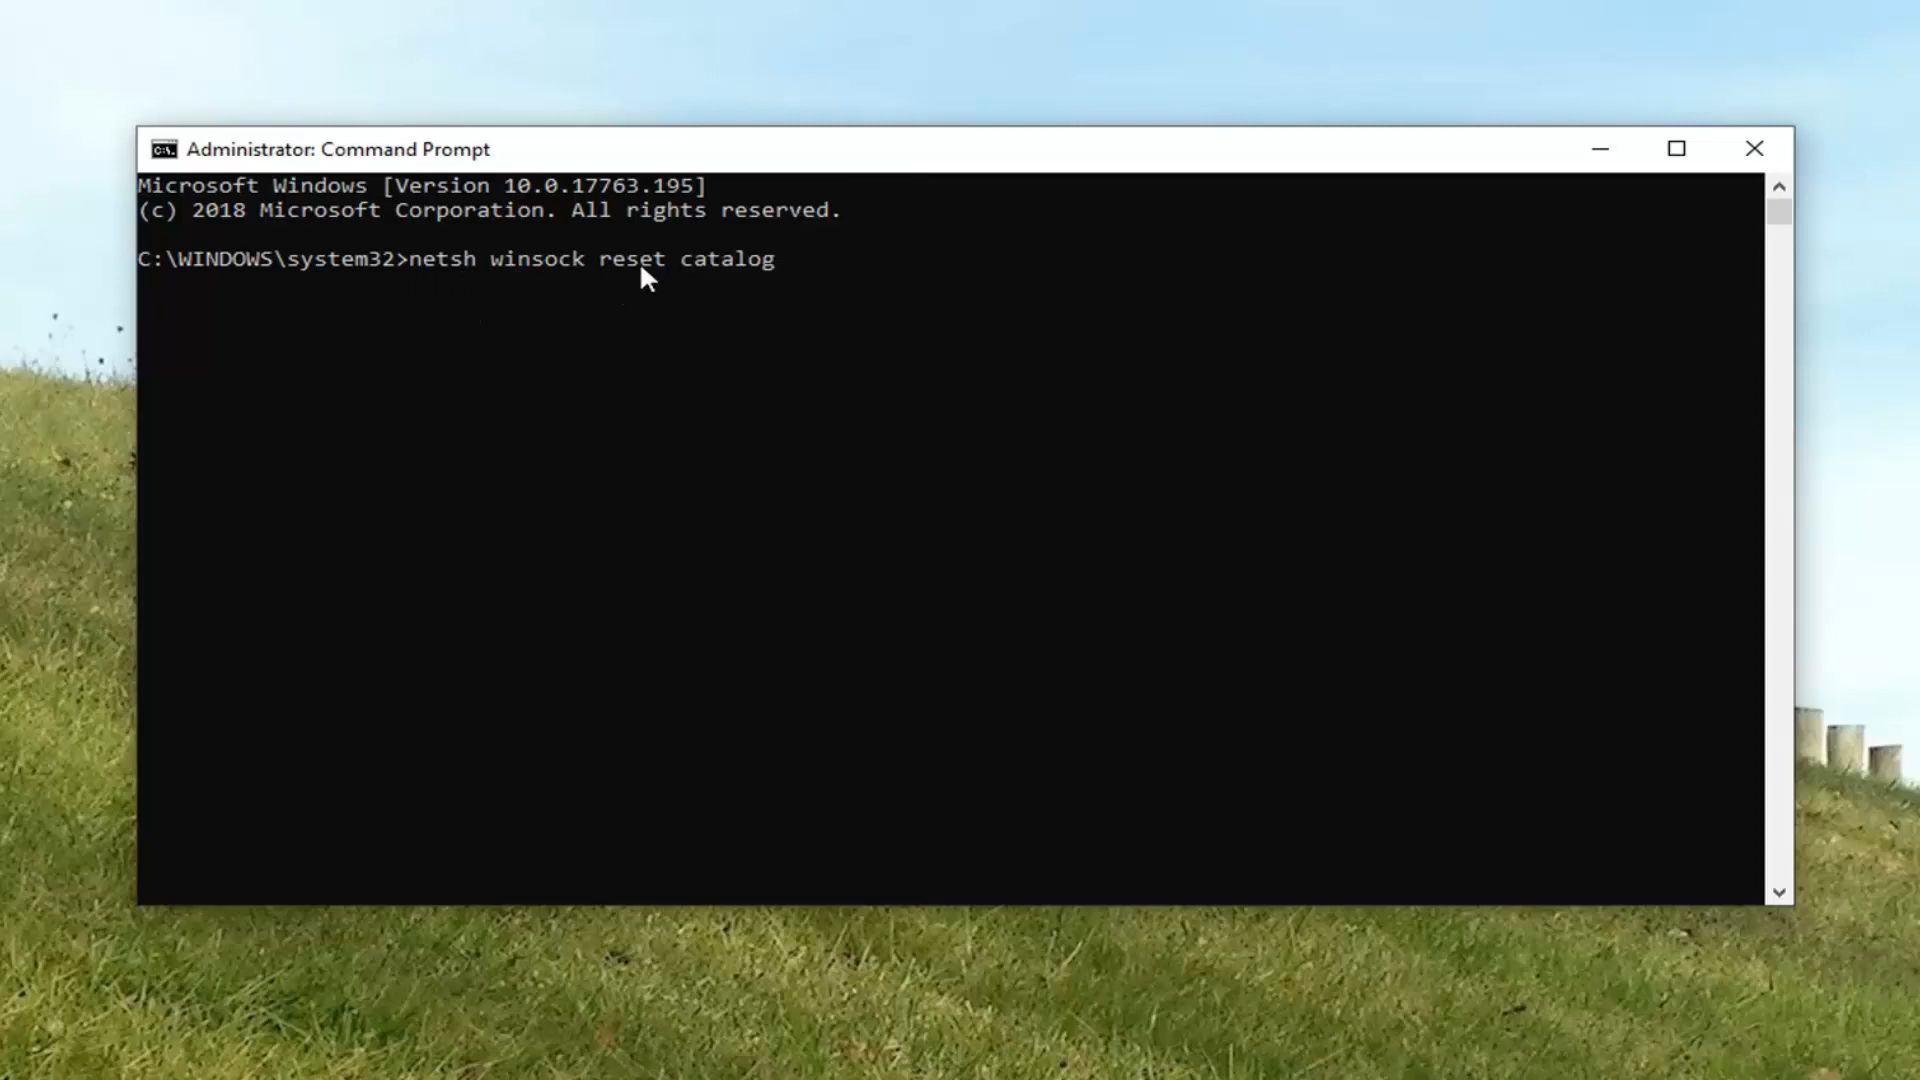 Administrator: Command Prompt
Microsoft Windows [Version 10.0.17763.195]
(c) 2018 Microsoft Corporation. All rights reserved.
C:\WINDOWS\system32>netsh winsock reset catalog